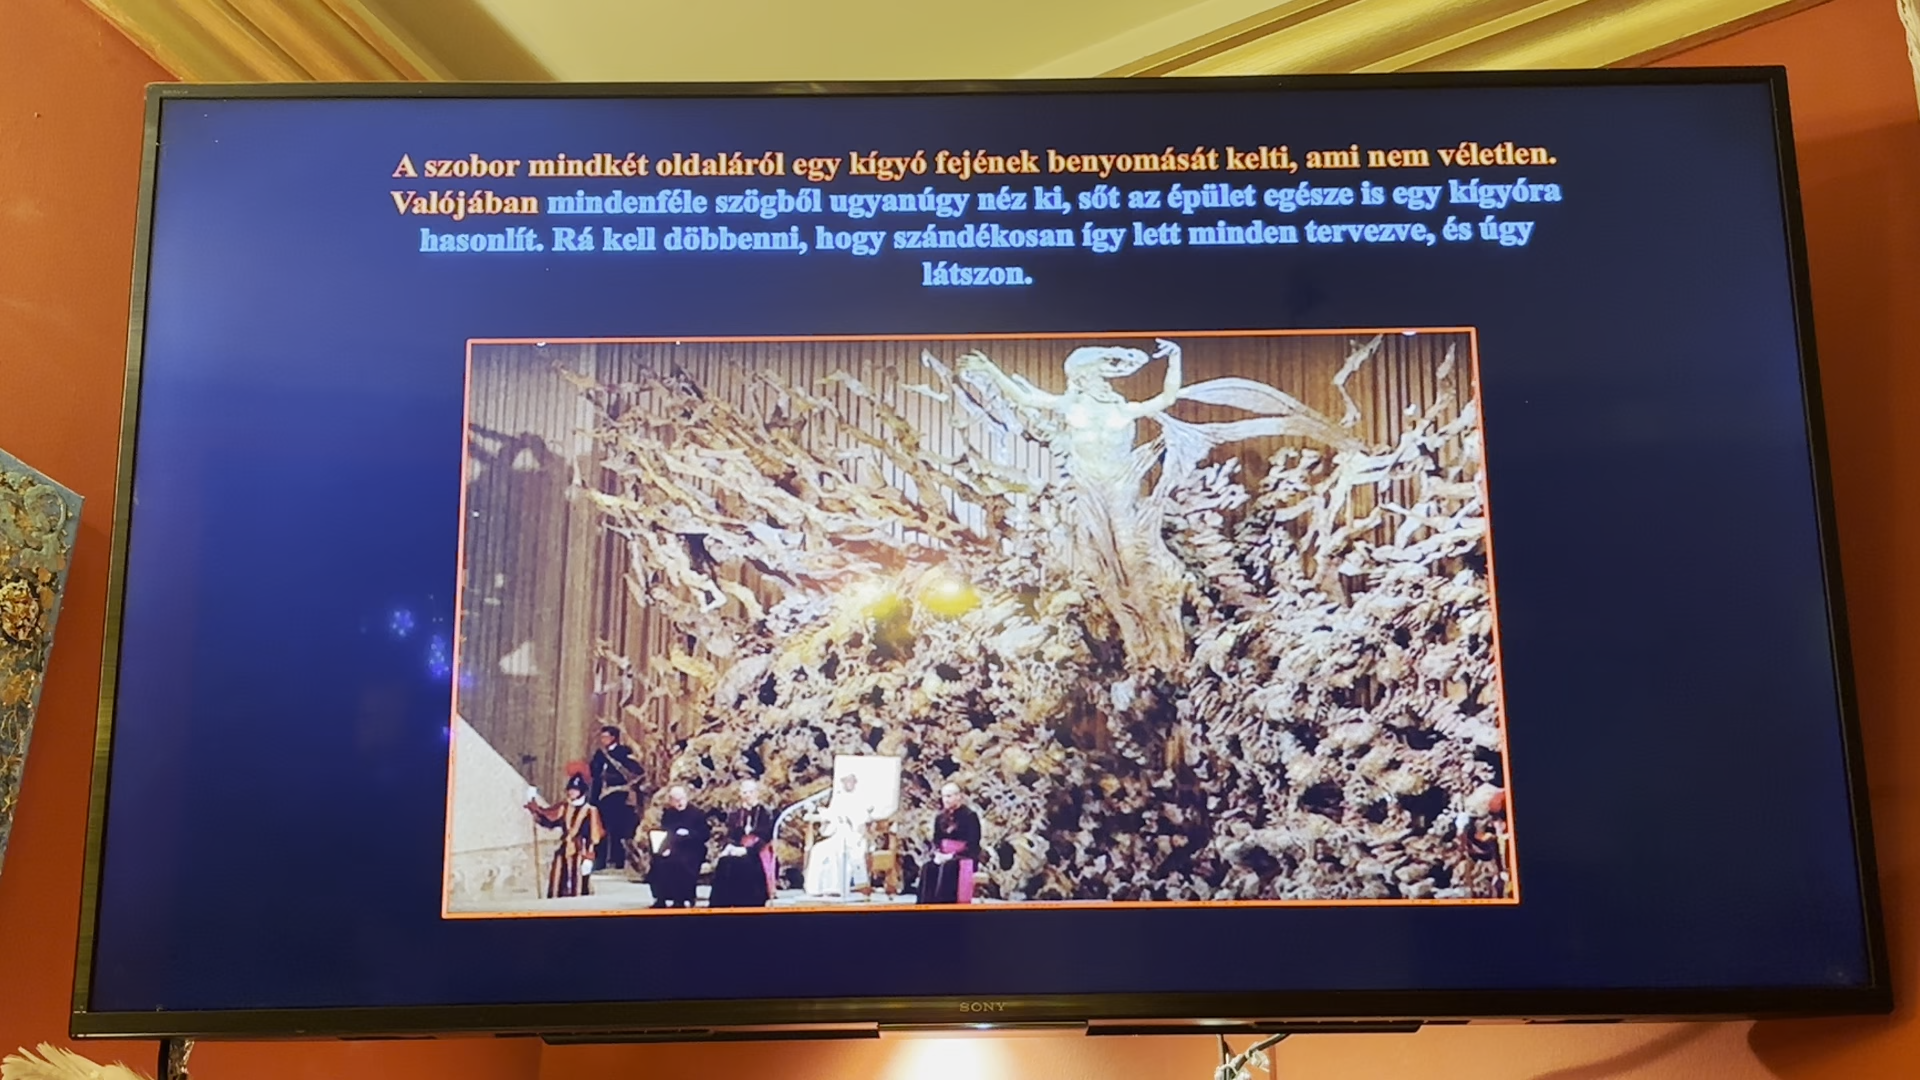 A szobor mindkét oldaláról egy kígyó fejének benyomását kelti, ami nem véletlen.
Valójában mindenféle szögből ugyanúgy néz ki, sőt az épület egésze is egy kígyóra
hasonlít. Rá kell döbbenni, hogy szándékosan így lett minden tervezve, és úgy
látszon.
SONY